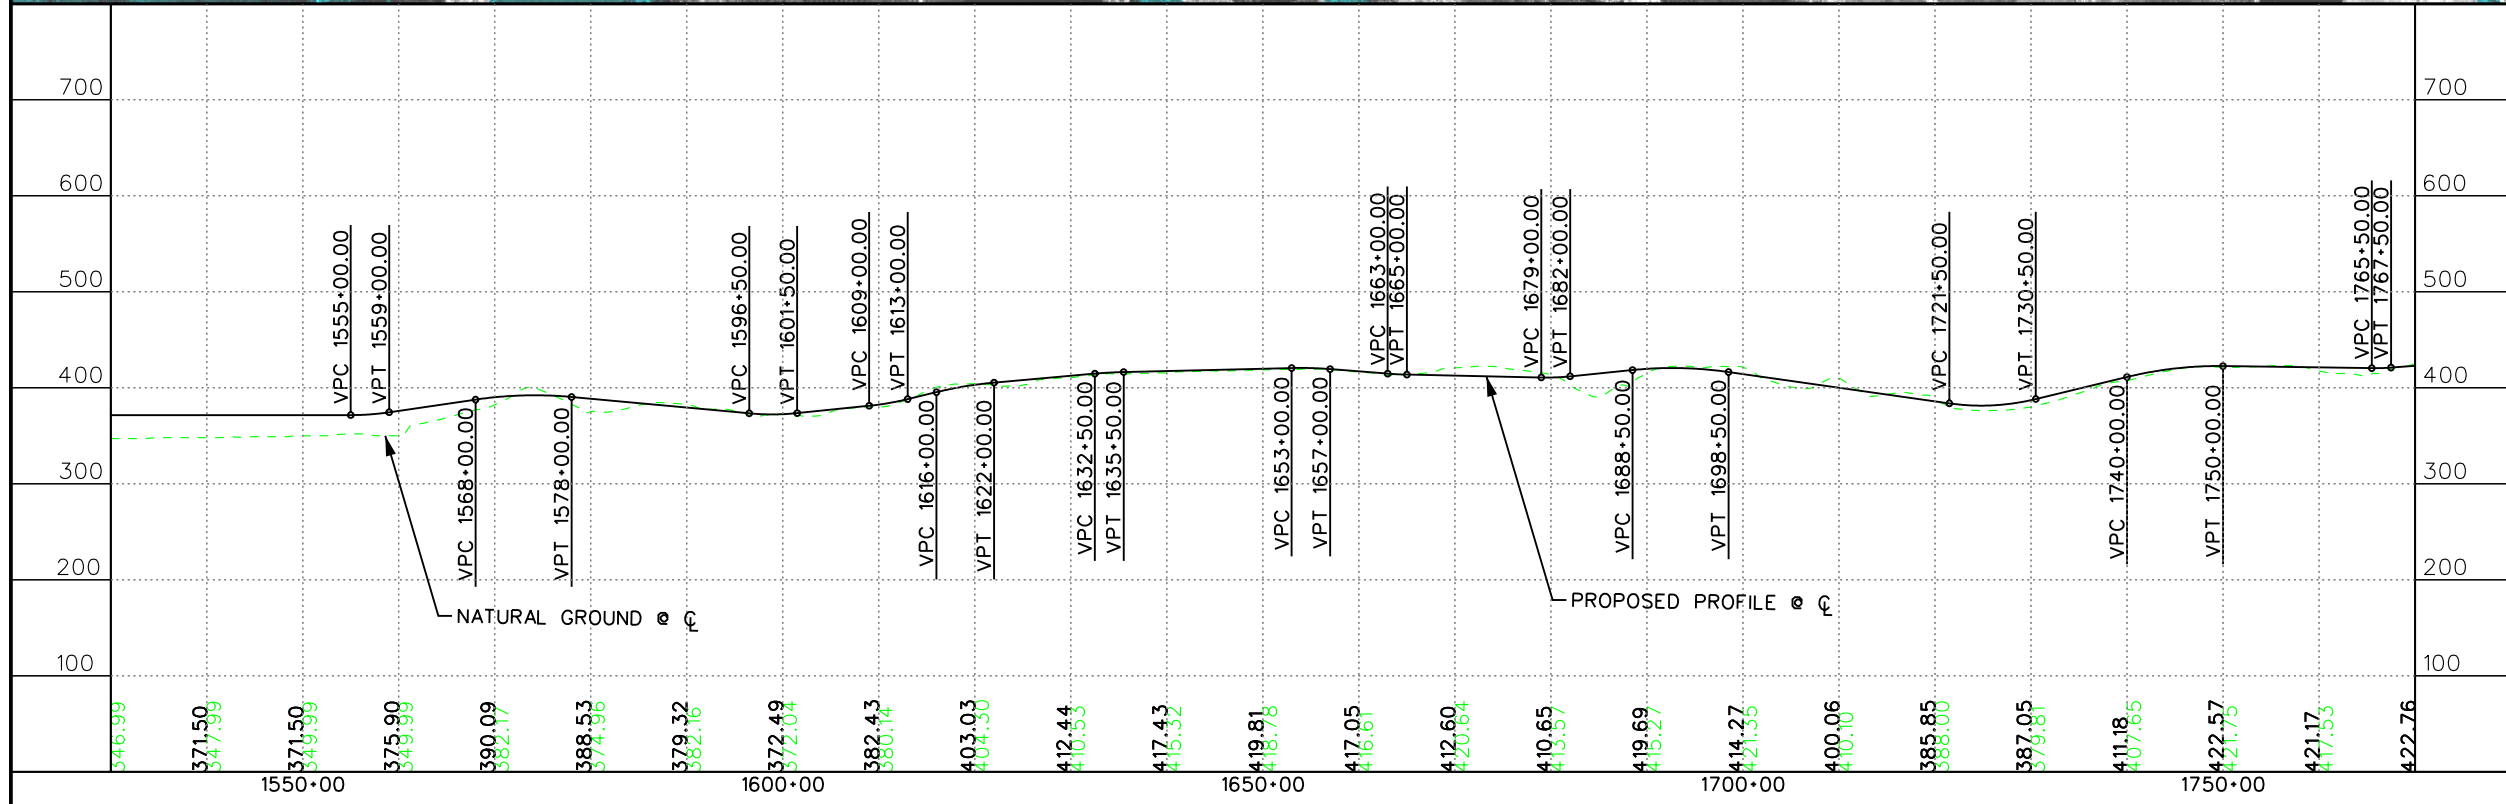 700
700
600
600
500
500
400
400
300
300
200
200
100
100
VPC 1555+00.00
VPT 1559+00.00
VPC 1568+00.00
VPT 1578+00.00
VPC 1596+50.00
VPT 1601+50.00
VPC 1609+00.00
VPT 1613+00.00
VPC 1616+00.00
VPT 1622+00.00
VPC 1632+50.00
VPT 1635+50.00
VPC 1653+00.00
VPT 1657+00.00
VPC 1663+00.00
VPT 1665+00.00
VPC 1679+00.00
VPT 1682+00.00
VPC 1688+50.00
VPT 1698+50.00
VPC 1721+50.00
VPT 1730+50.00
VPC 1740+00.00
VPT 1750+00.00
VPC 1765+50.00
VPT 1767+50.00
NATURAL GROUND @ ℄
PROPOSED PROFILE @ ℄
346.99
371.50
347.99
371.50
349.99
375.90
349.99
390.09
382.17
388.53
374.96
379.32
382.16
372.49
372.04
382.43
380.14
403.03
404.30
412.44
410.53
417.43
415.32
419.81
418.78
417.05
416.61
412.60
420.64
410.65
413.57
419.69
415.27
414.27
421.35
400.06
410.10
385.85
388.00
387.05
379.81
411.18
407.65
422.57
421.75
421.17
417.53
422.76
1550+00
1600+00
1650+00
1700+00
1750+00